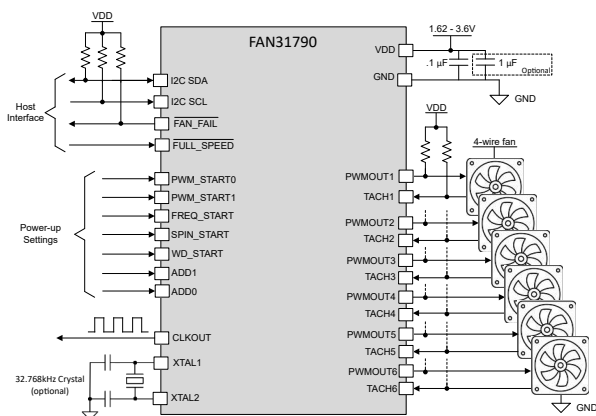 VDD
FAN31790
1.62 - 3.6V
VDD
.1 µF
1 µF
Optional
GND
GND
Host
Interface
I2C SDA
I2C SCL
FAN_FAIL
FULL_SPEED
VDD
4-wire fan
Power-up
Settings
PWM_START0
PWM_START1
FREQ_START
SPIN_START
WD_START
ADD1
ADD0
PWMOUT1
TACH1
PWMOUT2
TACH2
PWMOUT3
TACH3
PWMOUT4
TACH4
PWMOUT5
TACH5
PWMOUT6
TACH6
CLKOUT
XTAL1
32.768kHz Crystal
(optional)
XTAL2
GND